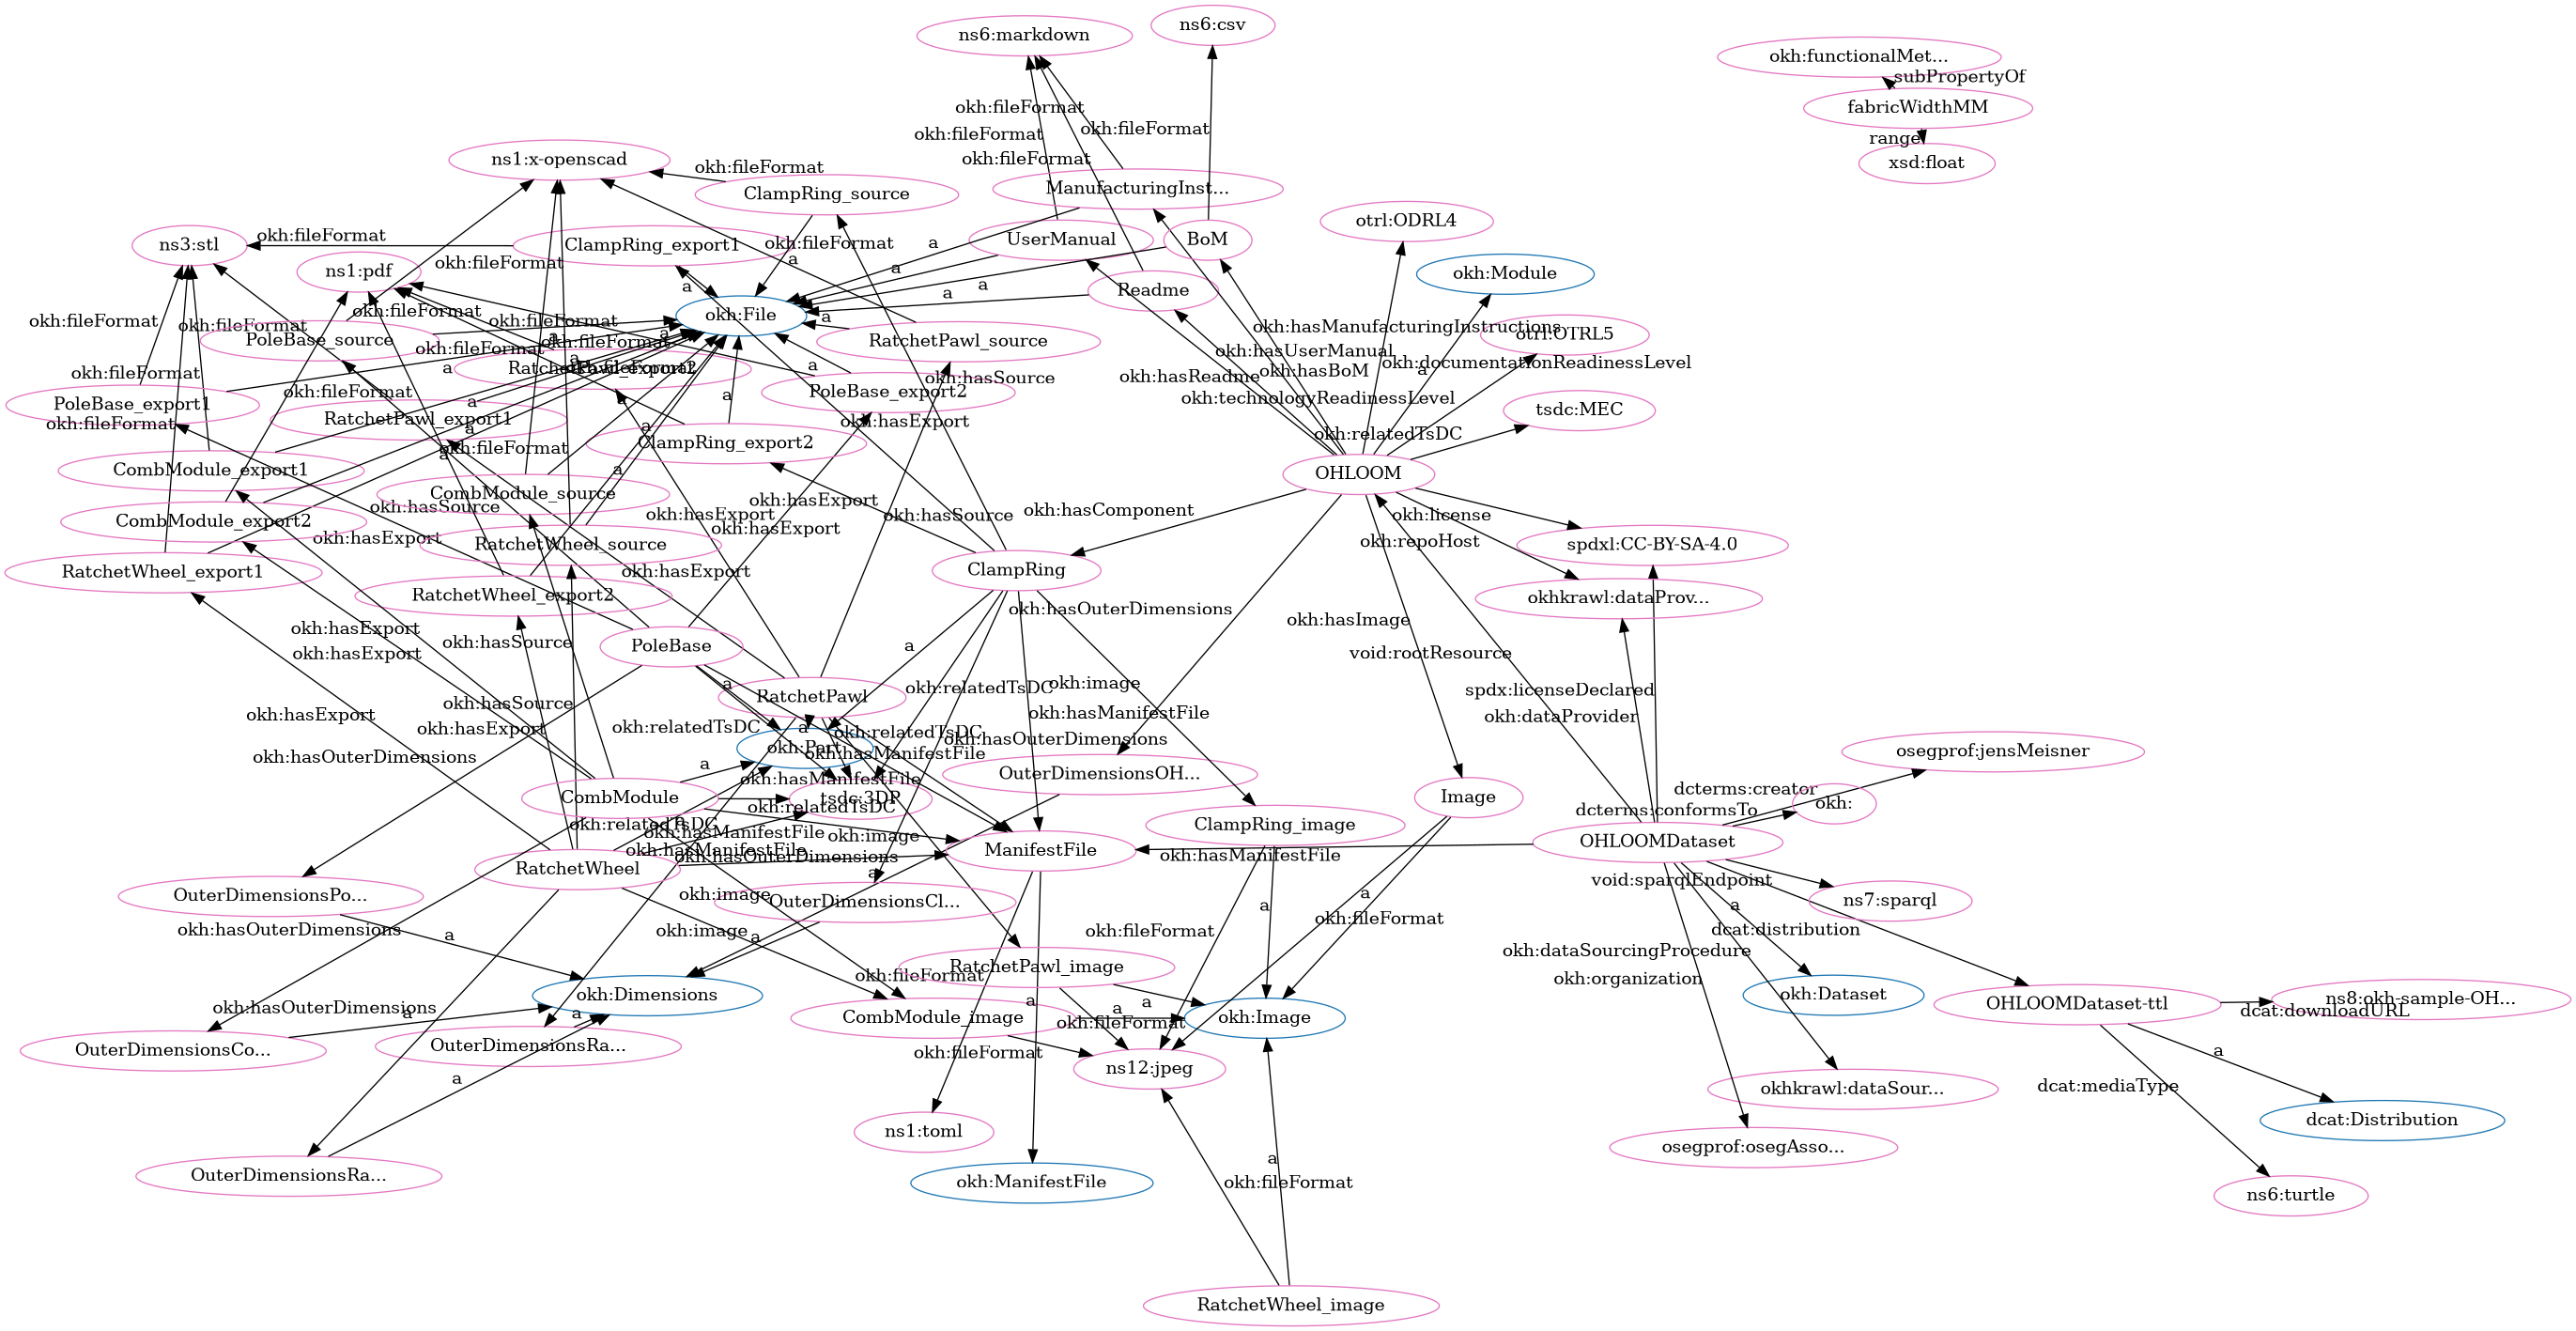 ns6:csv
ns6:markdown
okh:functionalMet...
subPropertyOf
fabricWidthMM
okh:fileFormat
okh:fileFormat
okh:fileFormat
range
okh:fileFormat
ns1:x-openscad
xsd:float
okh:fileFormat
ManufacturingInst...
ClampRing_source
otrl:ODRL4
okh:fileFormat
ns3:stl
ClampRing_export1
okh:fileFormat
a
UserManual
BoM
okh:fileFormat
a
a
ns1:pdf
okh:Module
a
a
a
Readme
okh:fileFormat
okh:File
a
okh:fileFormat
okh:fileFormat
okh:fileFormat
okh:hasManufacturingInstructions
PoleBase_source
a
okh:fileFormat
a
RatchetPawl_source
otrl:OTRL5
okh:fileFormat
a
okh:hasUserManual
okh:documentationReadinessLevel
okh:fileFormat
a
a
okh:hasSource
okh:hasReadme
okh:hasBoM
a
okh:fileFormat
a
a
a
PoleBase_export2
okh:technologyReadinessLevel
PoleBase_export1
tsdc:MEC
okh:fileFormat
RatchetPawl_export1
a
a
okh:hasExport
okh:relatedTsDC
okh:fileFormat
a
ClampRing_export2
CombModule_export1
a
OHLOOM
CombModule_source
okh:hasSource
okh:hasExport
okh:hasExport
okh:hasComponent
okh:license
CombModule_export2
okh:hasExport
okh:hasExport
okh:hasSource
okh:repoHost
RatchetWheel_source
spdxl:CC-BY-SA-4.0
RatchetWheel_export1
okh:hasExport
ClampRing
RatchetWheel_export2
okhkrawl:dataProv...
okh:hasOuterDimensions
okh:hasExport
okh:hasSource
PoleBase
a
okh:hasImage
okh:hasExport
void:rootResource
a
RatchetPawl
okh:relatedTsDC
okh:image
spdx:licenseDeclared
okh:hasSource
okh:hasExport
okh:hasExport
okh:relatedTsDC
a
okh:relatedTsDC
okh:hasManifestFile
okh:dataProvider
okh:hasOuterDimensions
okh:Part
okh:hasManifestFile
okh:hasOuterDimensions
osegprof:jensMeisner
a
okh:hasManifestFile
OuterDimensionsOH...
CombModule
tsdc:3DP
Image
dcterms:creator
okh:
okh:relatedTsDC
okh:relatedTsDC
a
okh:hasManifestFile
okh:image
ClampRing_image
dcterms:conformsTo
okh:hasManifestFile
okh:hasOuterDimensions
ManifestFile
okh:hasManifestFile
OHLOOMDataset
RatchetWheel
a
void:sparqlEndpoint
OuterDimensionsPo...
okh:image
OuterDimensionsCl...
a
a
a
ns7:sparql
okh:hasOuterDimensions
a
okh:image
a
okh:fileFormat
okh:fileFormat
dcat:distribution
okh:dataSourcingProcedure
okh:fileFormat
RatchetPawl_image
okh:organization
okh:Dimensions
okh:Dataset
okh:hasOuterDimensions
a
a
a
CombModule_image
a
a
okh:fileFormat
okh:Image
OHLOOMDataset-ttl
ns8:okh-sample-OH...
dcat:downloadURL
OuterDimensionsCo...
OuterDimensionsRa...
okh:fileFormat
a
a
ns12:jpeg
dcat:mediaType
okhkrawl:dataSour...
ns1:toml
dcat:Distribution
osegprof:osegAsso...
a
OuterDimensionsRa...
okh:ManifestFile
okh:fileFormat
ns6:turtle
RatchetWheel_image